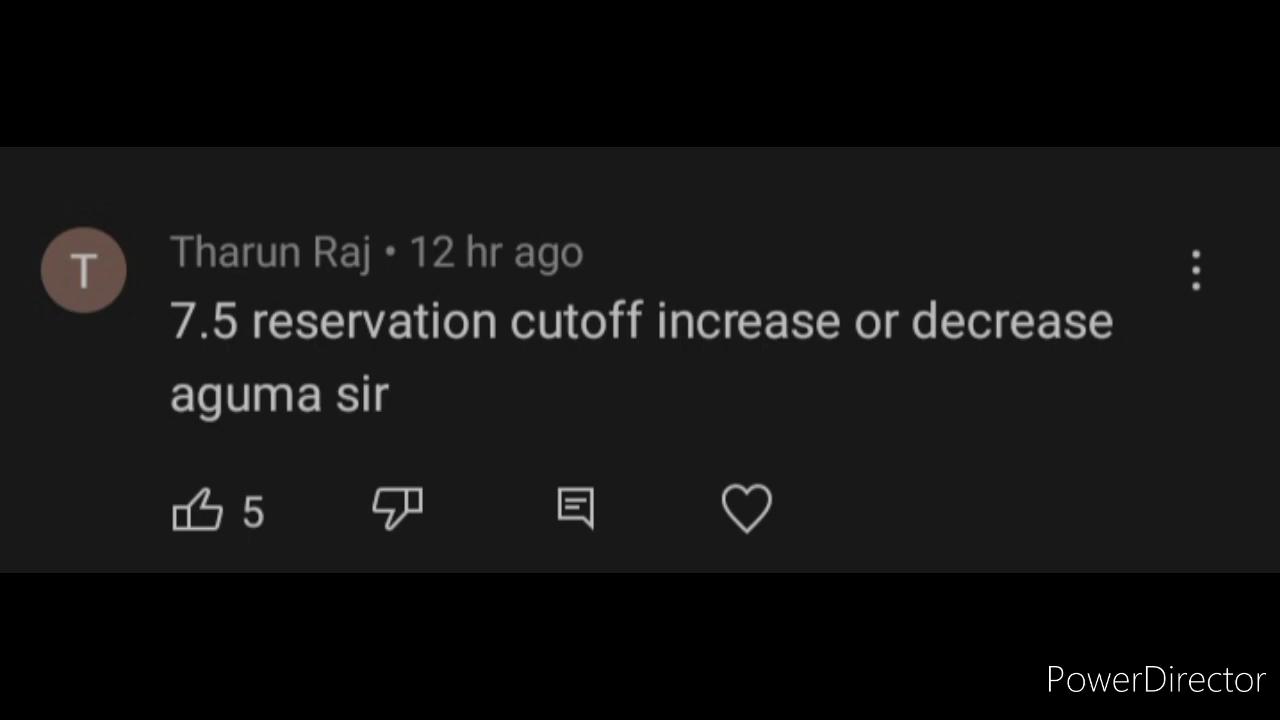 T
Tharun Raj • 12 hr ago
7.5 reservation cutoff increase or decrease
aguma sir
5
PowerDirector